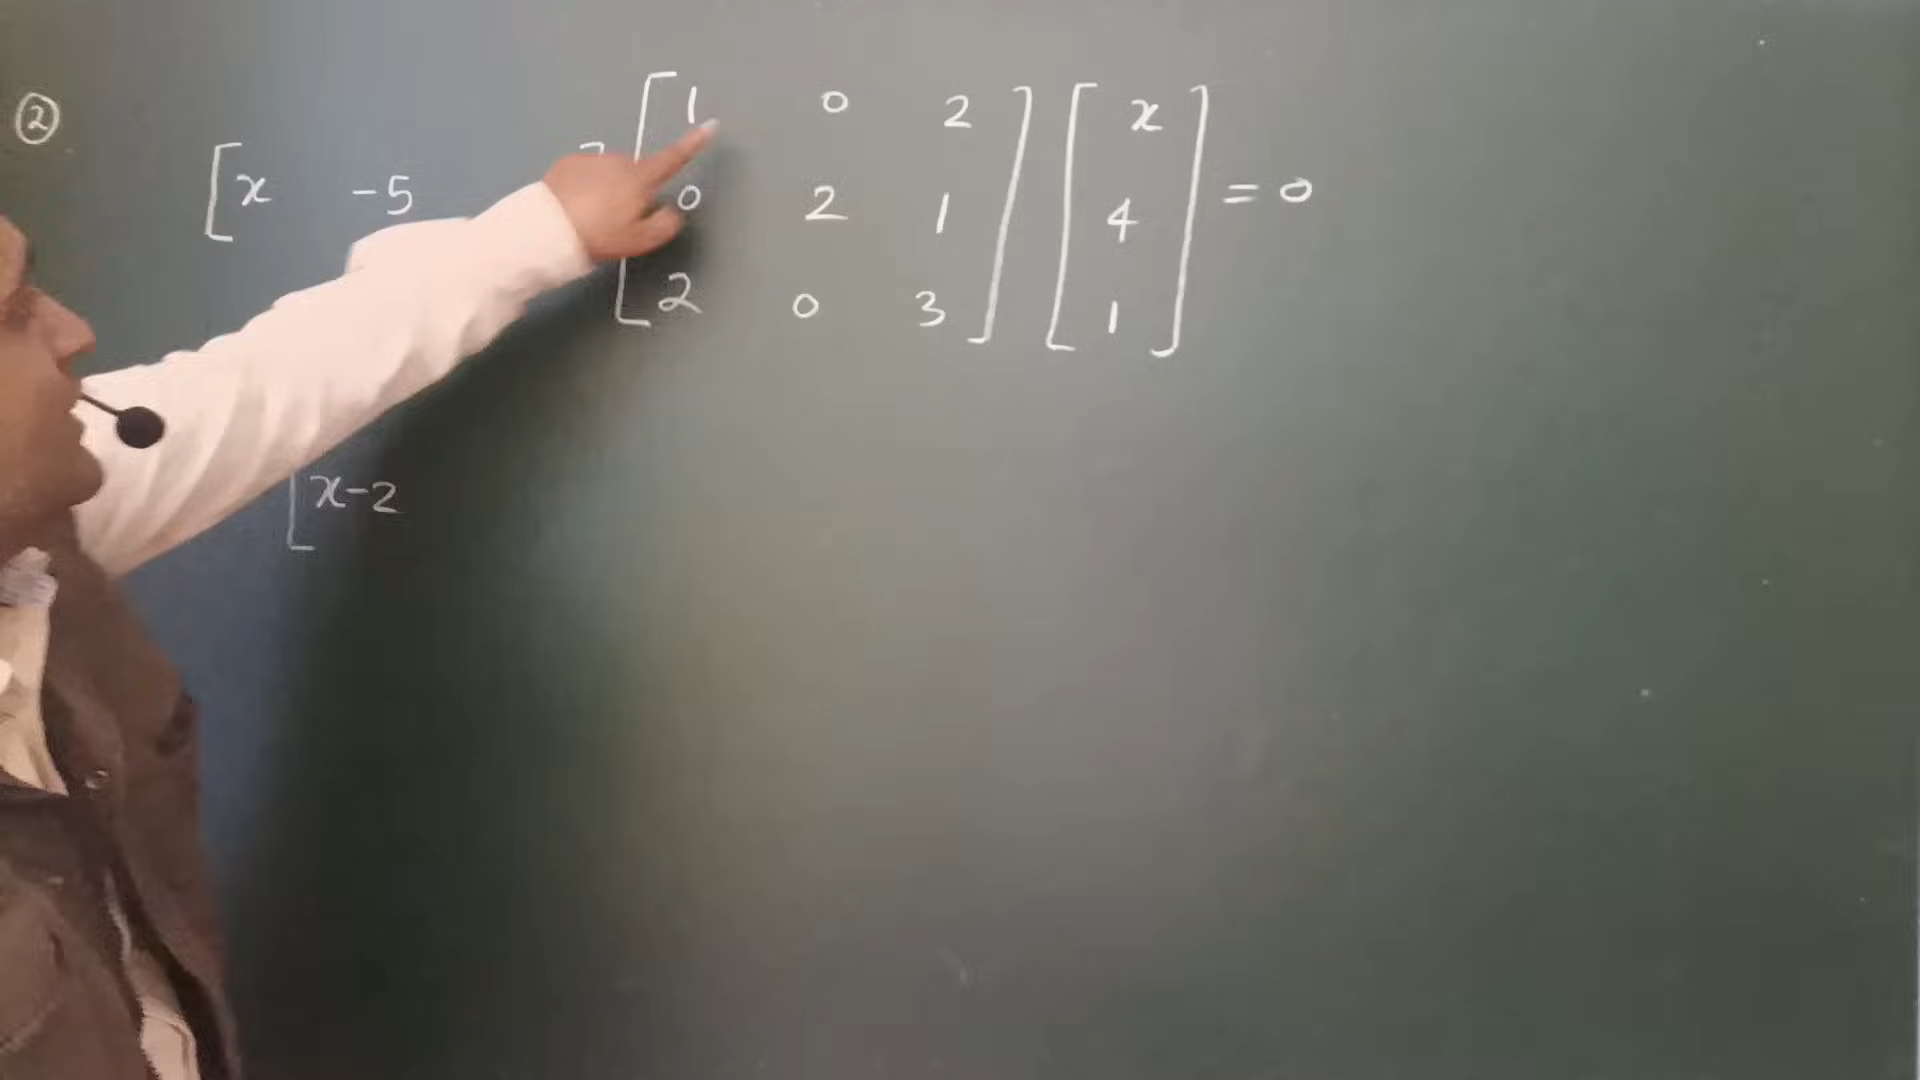 ②
[ x -5 ] [ 1 0 2 ] [ x ] = 0
0 2 1 4
2 0 3 1
[ x-2